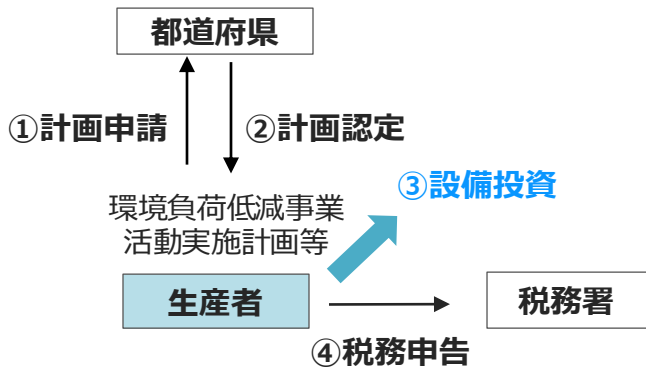 都道府県
①計画申請
②計画認定
③設備投資
環境負荷低減事業
活動実施計画等
生産者
税務署
④税務申告